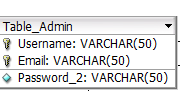 Table_Admin
Username: VARCHAR(50)
Email: VARCHAR(50)
Password_2: VARCHAR(50)